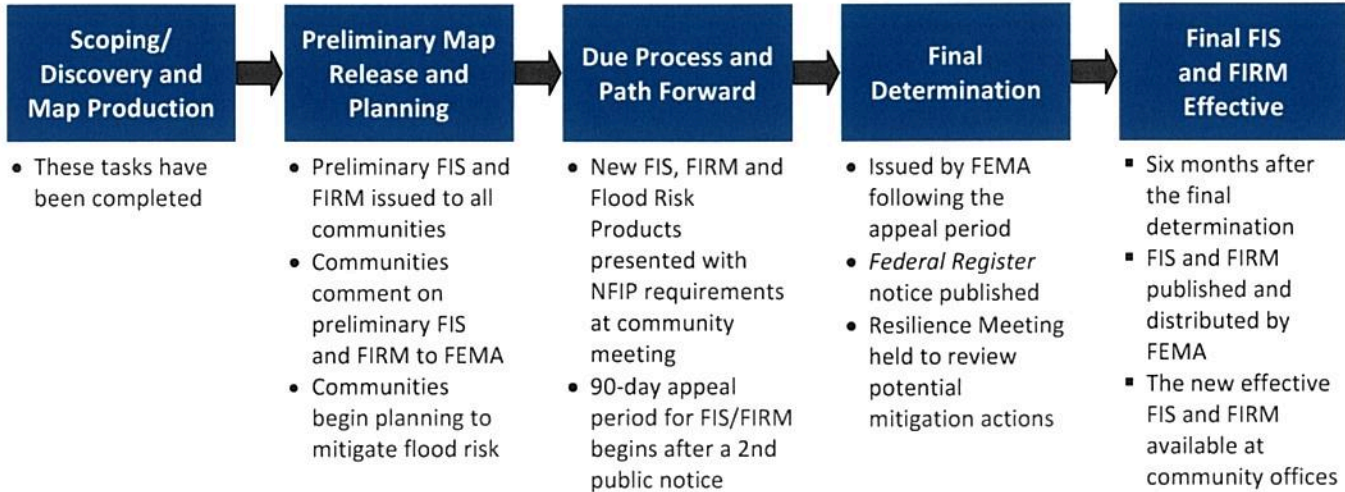 Scoping/
Discovery and
Map Production
Preliminary Map
Release and
Planning
Due Process and
Path Forward
Final
Determination
Final FIS
and FIRM
Effective
• These tasks have
been completed
• Preliminary FIS and
FIRM issued to all
communities
• Communities
comment on
preliminary FIS
and FIRM to FEMA
• Communities
begin planning to
mitigate flood risk
• New FIS, FIRM and
Flood Risk
Products
presented with
NFIP requirements
at community
meeting
• 90-day appeal
period for FIS/FIRM
begins after a 2nd
public notice
• Issued by FEMA
following the
appeal period
• Federal Register
notice published
• Resilience Meeting
held to review
potential
mitigation actions
▪ Six months after
the final
determination
▪ FIS and FIRM
published and
distributed by
FEMA
▪ The new effective
FIS and FIRM
available at
community offices